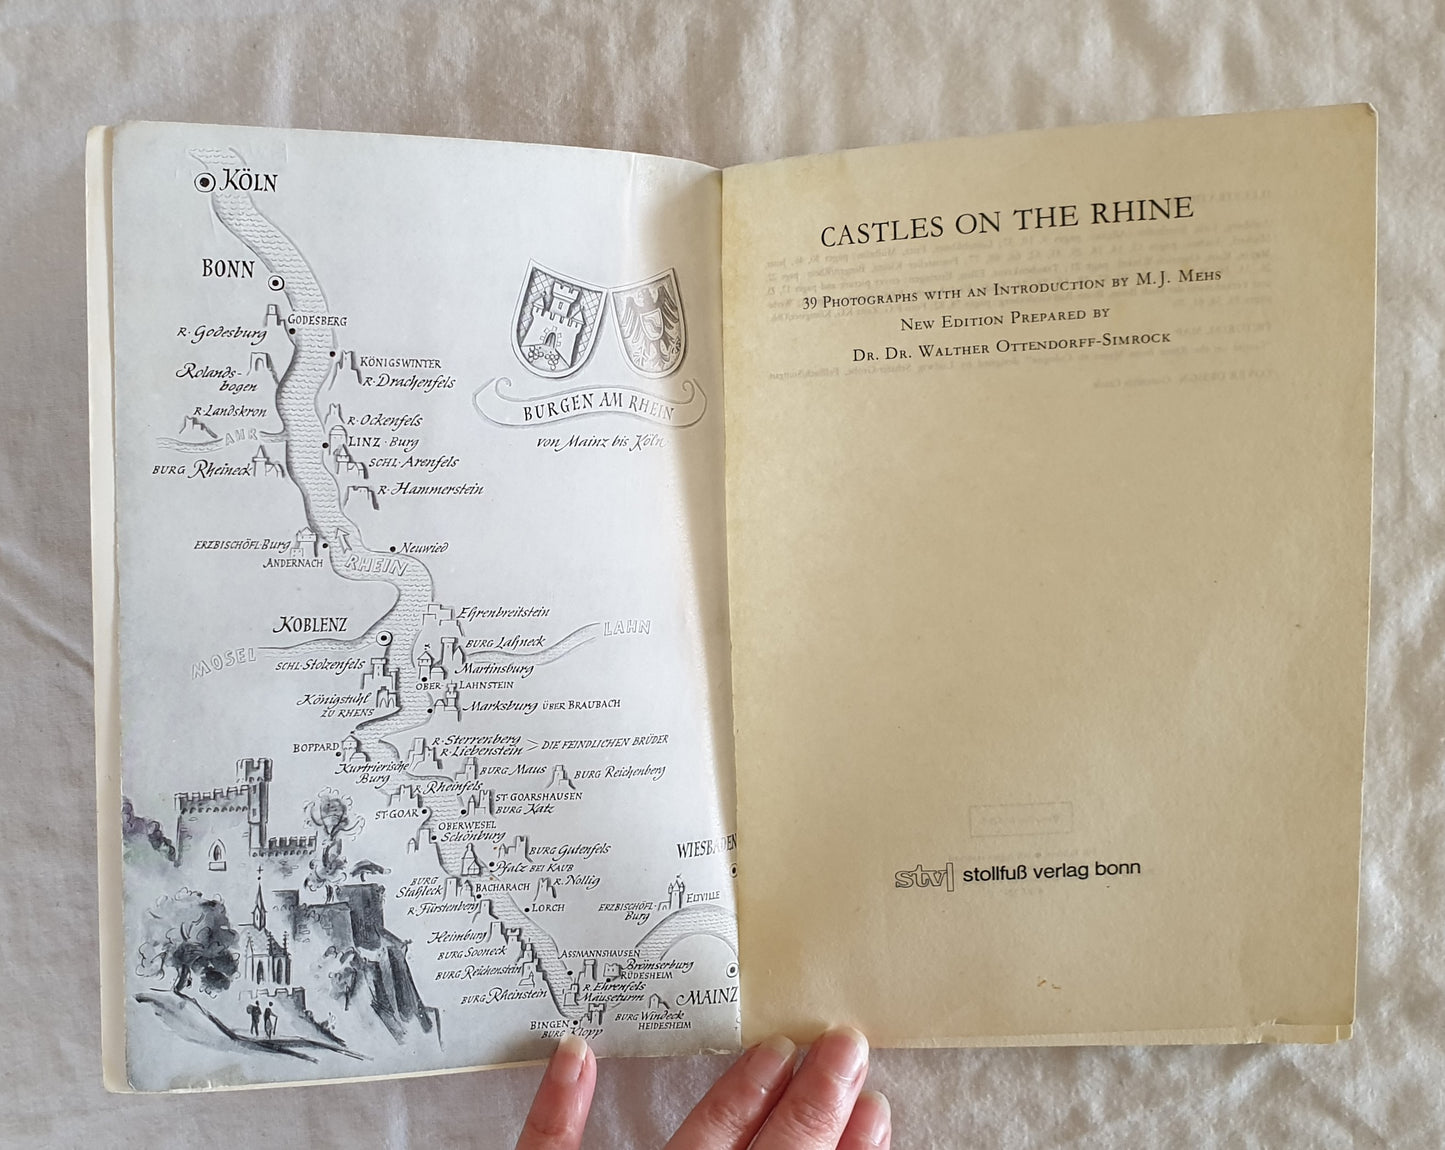 KÖLN
BONN
GODESBERG
R. Godesburg
KÖNIGSWINTER
R. Drachenfels
Rolands-
bogen
R. Landskron
R. Ockenfels
AHR
LINZ · Burg
BURG Rheineck
SCHL. Arenfels
R. Hammerstein
ERZBISCHÖFL. Burg
ANDERNACH
Neuwied
RHEIN
BURGEN AM RHEIN
von Mainz bis Köln
KOBLENZ
Ehrenbreitstein
LAHN
MOSEL
BURG Lahneck
SCHL. Stolzenfels
Martinsburg
OBER-LAHNSTEIN
Königstuhl
ZU RHENS
Marksburg ÜBER BRAUBACH
BOPPARD
R. Sterrenberg
R. Liebenstein > DIE FEINDLICHEN BRÜDER
Kurtrierische
Burg
BURG Maus
BURG Reichenberg
R. Rheinfels
ST. GOAR
ST. GOARSHAUSEN
BURG Katz
OBERWESEL
Schönburg
BURG Gutenfels
WIESBADEN
Pfalz BEI KAUB
BURG
Stahleck
BACHARACH
R. Nollig
R. Fürstenberg
LORCH
ELTVILLE
ERZBISCHÖFL.
Burg
Heimburg
BURG Sooneck
ASSMANNSHAUSEN
BURG Reichenstein
Brömserburg
RÜDESHEIM
R. Ehrenfels
Mäuseturm
BURG Rheinstein
MAINZ
BURG Windeck
HEIDESHEIM
BINGEN
BURG Klopp
CASTLES ON THE RHINE
39 PHOTOGRAPHS WITH AN INTRODUCTION BY M. J. MEHS
NEW EDITION PREPARED BY
DR. DR. WALTHER OTTENDORFF-SIMROCK
stv stollfuß verlag bonn